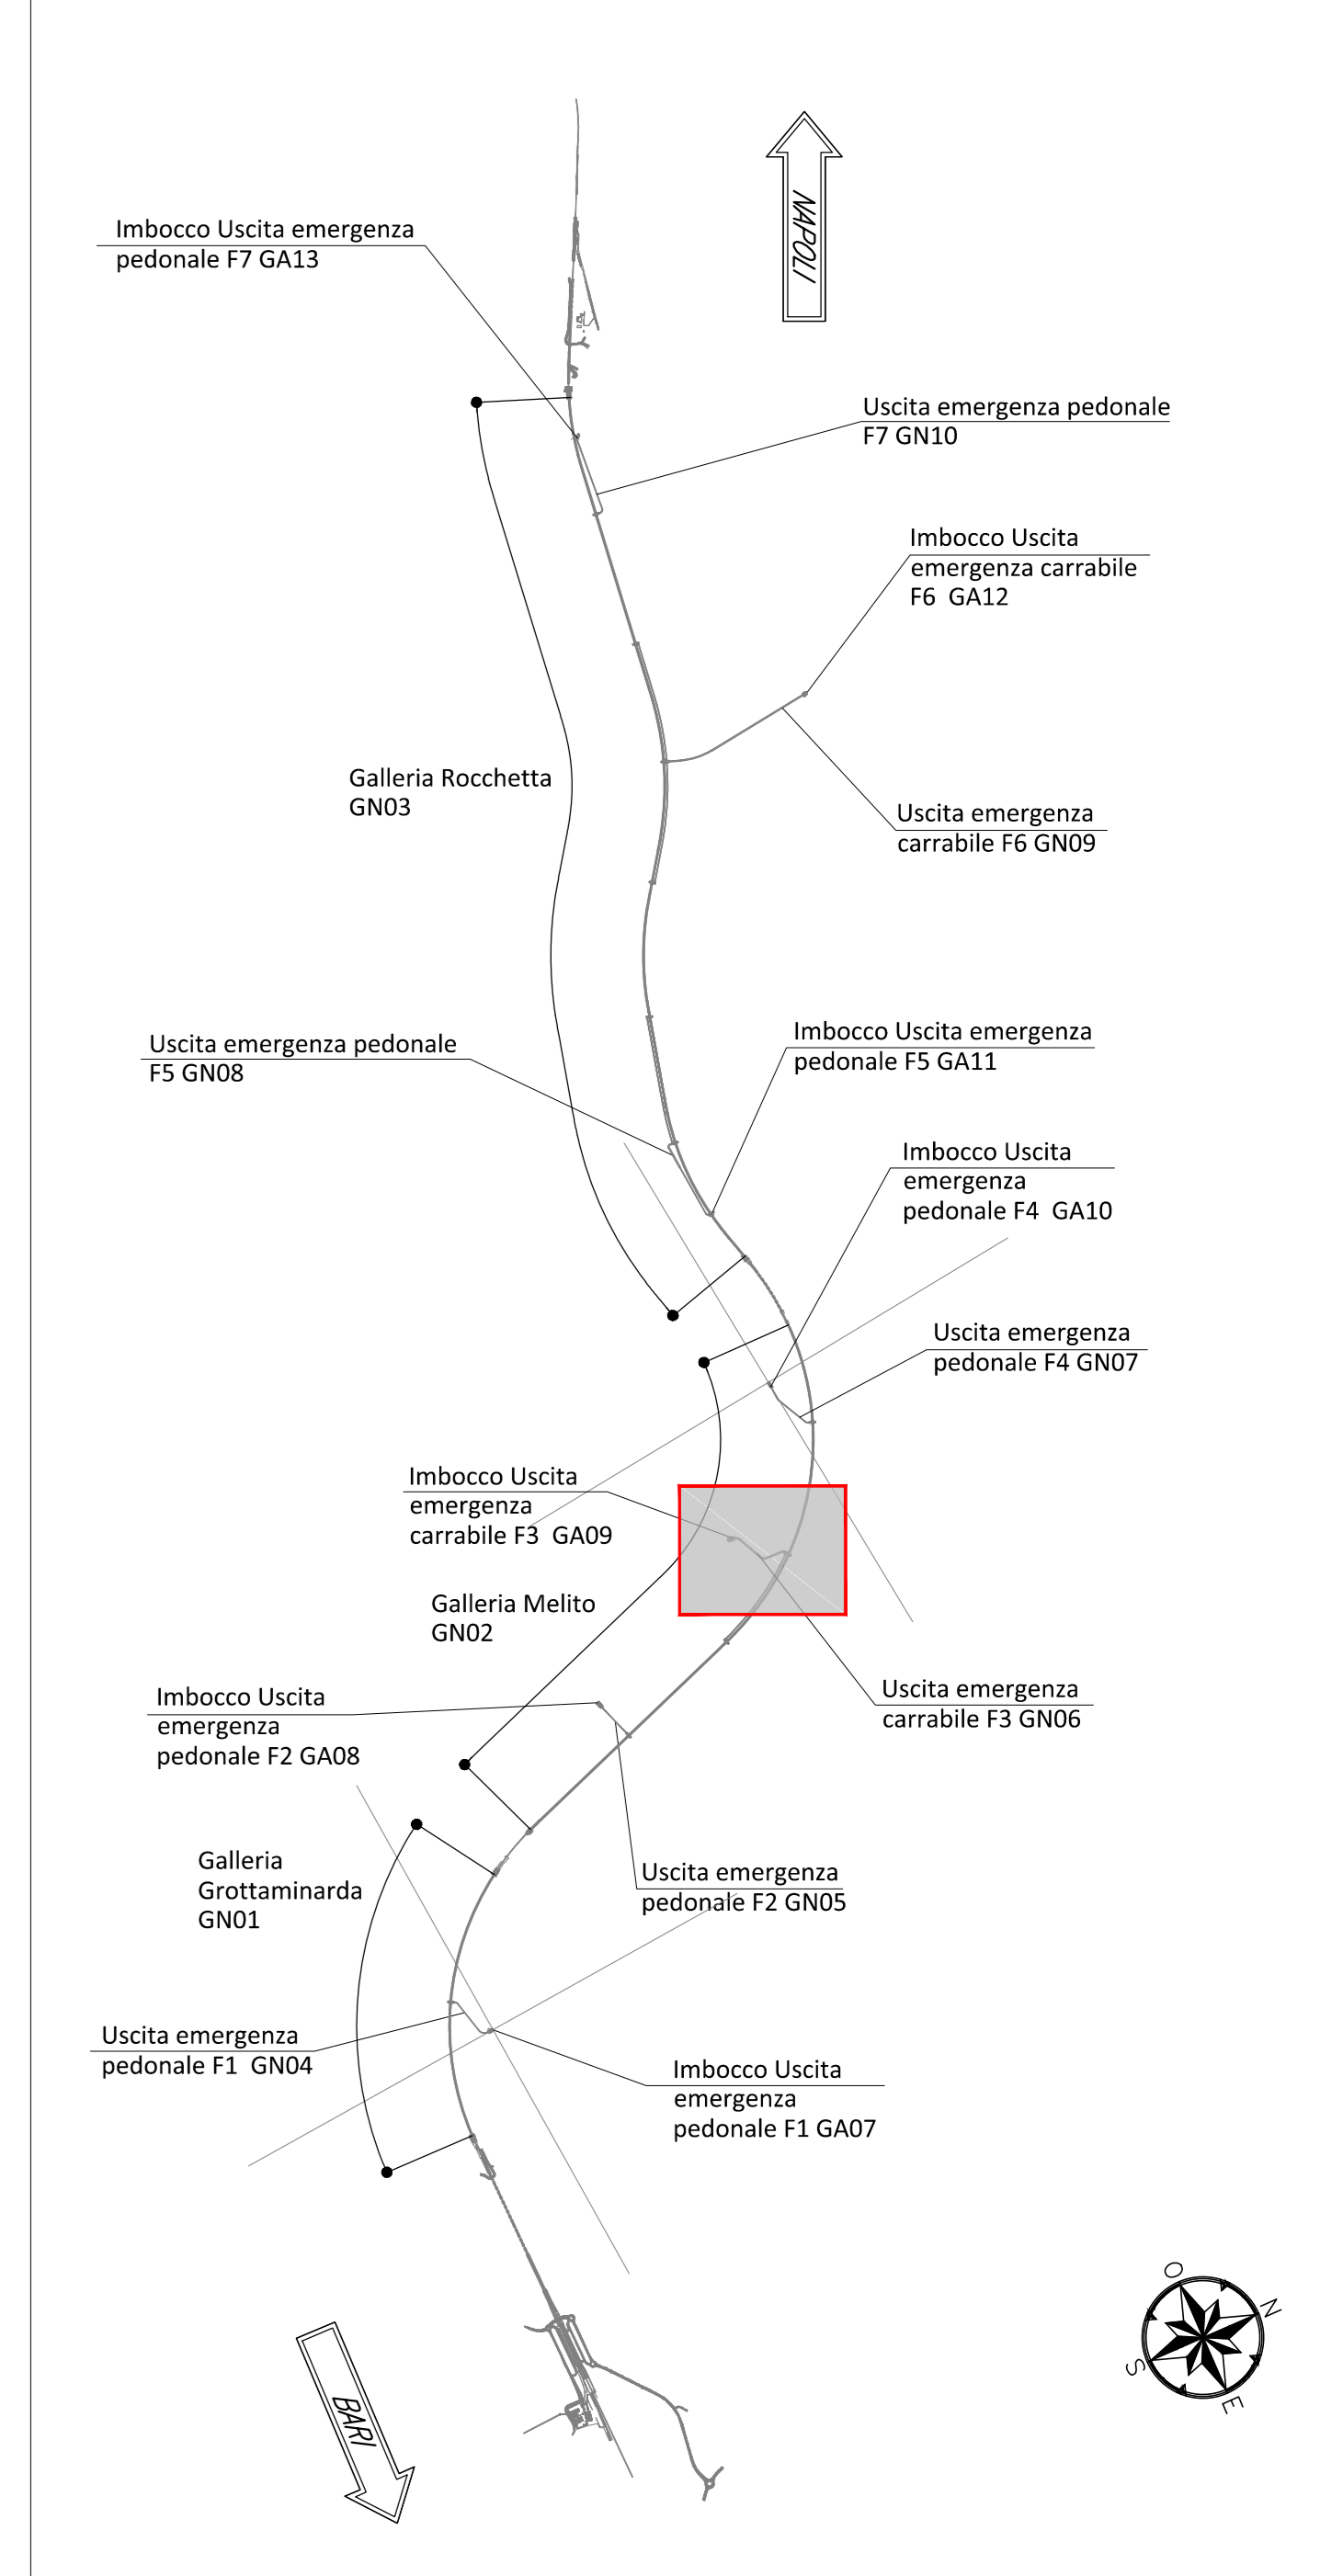 NAPOLI
Imbocco Uscita emergenza
pedonale F7 GA13
Uscita emergenza pedonale
F7 GN10
Imbocco Uscita
emergenza carrabile
F6  GA12
Galleria Rocchetta
GN03
Uscita emergenza
carrabile F6 GN09
Imbocco Uscita emergenza
pedonale F5 GA11
Uscita emergenza pedonale
F5 GN08
Imbocco Uscita
emergenza
pedonale F4  GA10
Uscita emergenza
pedonale F4 GN07
Imbocco Uscita
emergenza
carrabile F3  GA09
Galleria Melito
GN02
Uscita emergenza
carrabile F3 GN06
Imbocco Uscita
emergenza
pedonale F2 GA08
Galleria
Grottaminarda
GN01
Uscita emergenza
pedonale F2 GN05
Uscita emergenza
pedonale F1  GN04
Imbocco Uscita
emergenza
pedonale F1 GA07
O
N
S
E
BARI